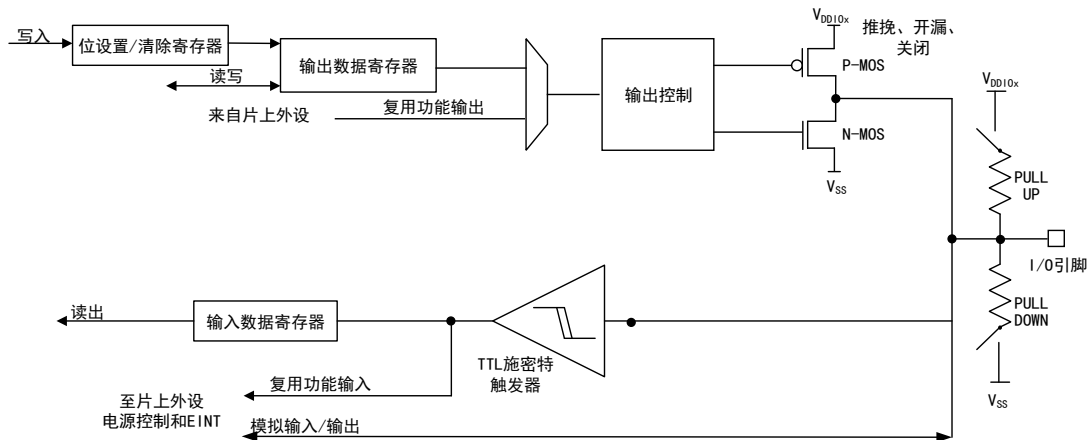 写入
位设置/清除寄存器
读写
输出数据寄存器
来自片上外设
复用功能输出
输出控制
VDDIOx
推挽、开漏、
关闭
P-MOS
N-MOS
VSS
VDDIOx
PULL
UP
I/O引脚
PULL
DOWN
VSS
读出
输入数据寄存器
TTL施密特
触发器
复用功能输入
至片上外设
电源控制和EINT
模拟输入/输出